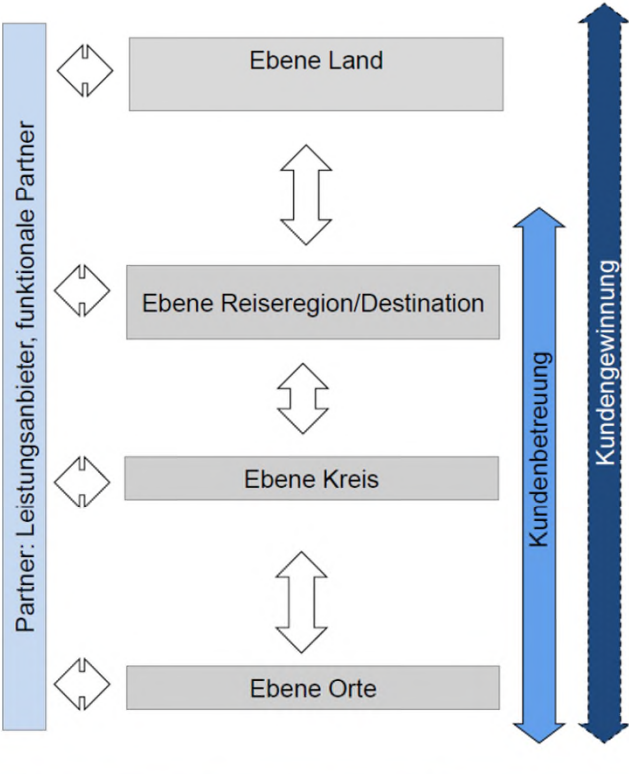 Partner: Leistungsanbieter, funktionale Partner
Ebene Land
Ebene Reiseregion/Destination
Ebene Kreis
Ebene Orte
Kundenbetreuung
Kundengewinnung